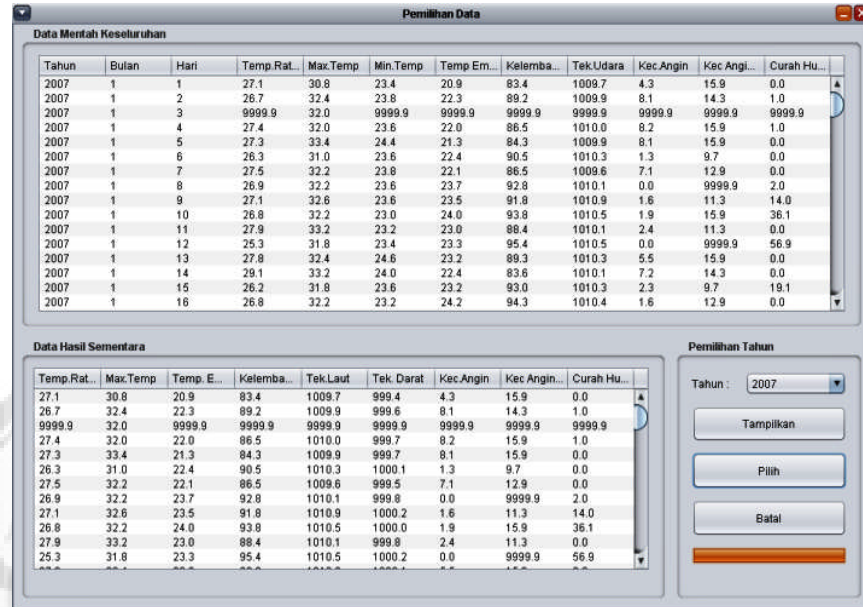 Pemilihan Data
Data Mentah Keseluruhan
Tahun Bulan Hari Temp.Rat... Max.Temp Min.Temp Temp Em... Kelemba... Tek.Udara Kec.Angin Kec Angi... Curah Hu...
2007 1 1 27.1 30.8 23.4 20.9 83.4 1009.7 4.3 15.9 0.0
2007 1 2 26.7 32.4 23.8 22.3 89.2 1009.9 8.1 14.3 1.0
2007 1 3 9999.9 32.0 9999.9 9999.9 9999.9 9999.9 9999.9 9999.9 9999.9
2007 1 4 27.4 32.0 23.6 22.0 86.5 1010.0 8.2 15.9 1.0
2007 1 5 27.3 33.4 24.4 21.3 84.3 1009.9 8.1 15.9 0.0
2007 1 6 26.3 31.0 23.6 22.4 90.5 1010.3 1.3 9.7 0.0
2007 1 7 27.5 32.2 23.8 22.1 86.5 1009.6 7.1 12.9 0.0
2007 1 8 26.9 32.2 23.6 23.7 92.8 1010.1 0.0 9999.9 2.0
2007 1 9 27.1 32.6 23.6 23.5 91.8 1010.9 1.6 11.3 14.0
2007 1 10 26.8 32.2 23.0 24.0 93.8 1010.5 1.9 15.9 36.1
2007 1 11 27.9 33.2 23.2 23.0 88.4 1010.1 2.4 11.3 0.0
2007 1 12 25.3 31.8 23.4 23.3 95.4 1010.5 0.0 9999.9 56.9
2007 1 13 27.8 32.4 24.6 23.2 89.3 1010.3 5.5 15.9 0.0
2007 1 14 29.1 33.2 24.0 22.4 83.6 1010.1 7.2 14.3 0.0
2007 1 15 26.2 31.8 23.6 23.2 93.0 1010.3 2.3 9.7 19.1
2007 1 16 26.8 32.2 23.2 24.2 94.3 1010.4 1.6 12.9 0.0
Data Hasil Sementara
Temp.Rat... Max.Temp Temp. E... Kelemba... Tek.Laut Tek. Darat Kec.Angin Kec Angin... Curah Hu...
27.1 30.8 20.9 83.4 1009.7 999.4 4.3 15.9 0.0
26.7 32.4 22.3 89.2 1009.9 999.6 8.1 14.3 1.0
9999.9 32.0 9999.9 9999.9 9999.9 9999.9 9999.9 9999.9 9999.9
27.4 32.0 22.0 86.5 1010.0 999.7 8.2 15.9 1.0
27.3 33.4 21.3 84.3 1009.9 999.7 8.1 15.9 0.0
26.3 31.0 22.4 90.5 1010.3 1000.1 1.3 9.7 0.0
27.5 32.2 22.1 86.5 1009.6 999.5 7.1 12.9 0.0
26.9 32.2 23.7 92.8 1010.1 999.8 0.0 9999.9 2.0
27.1 32.6 23.5 91.8 1010.9 1000.2 1.6 11.3 14.0
26.8 32.2 24.0 93.8 1010.5 1000.0 1.9 15.9 36.1
27.9 33.2 23.0 88.4 1010.1 999.8 2.4 11.3 0.0
25.3 31.8 23.3 95.4 1010.5 1000.2 0.0 9999.9 56.9
Pemilihan Tahun
Tahun : 2007
Tampilkan
Pilih
Batal